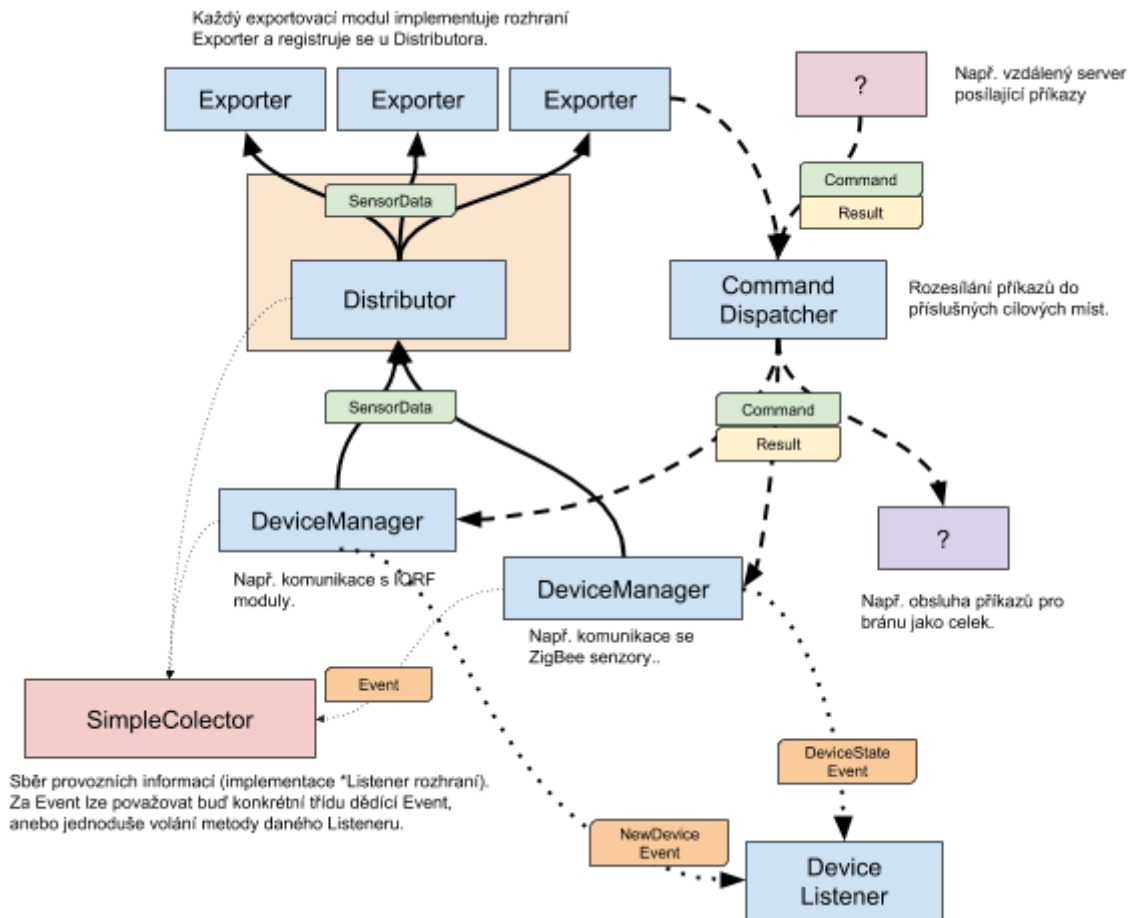 Každý exportovací modul implementuje rozhraní
Exporter a registruje se u Distributora.
Exporter
Exporter
Exporter
?
Např. vzdálený server
posílající příkazy
Command
Result
SensorData
Distributor
Command
Dispatcher
Rozesílání příkazů do
příslušných cílových míst.
SensorData
Command
Result
DeviceManager
Např. komunikace s IQRF
moduly.
DeviceManager
Např. komunikace se
ZigBee senzory..
?
Např. obsluha příkazů pro
bránu jako celek.
Event
SimpleColector
Sběr provozních informací (implementace *Listener rozhraní).
Za Event lze považovat buď konkrétní třídu dědící Event,
anebo jednoduše volání metody daného Listeneru.
DeviceState
Event
NewDevice
Event
Device
Listener